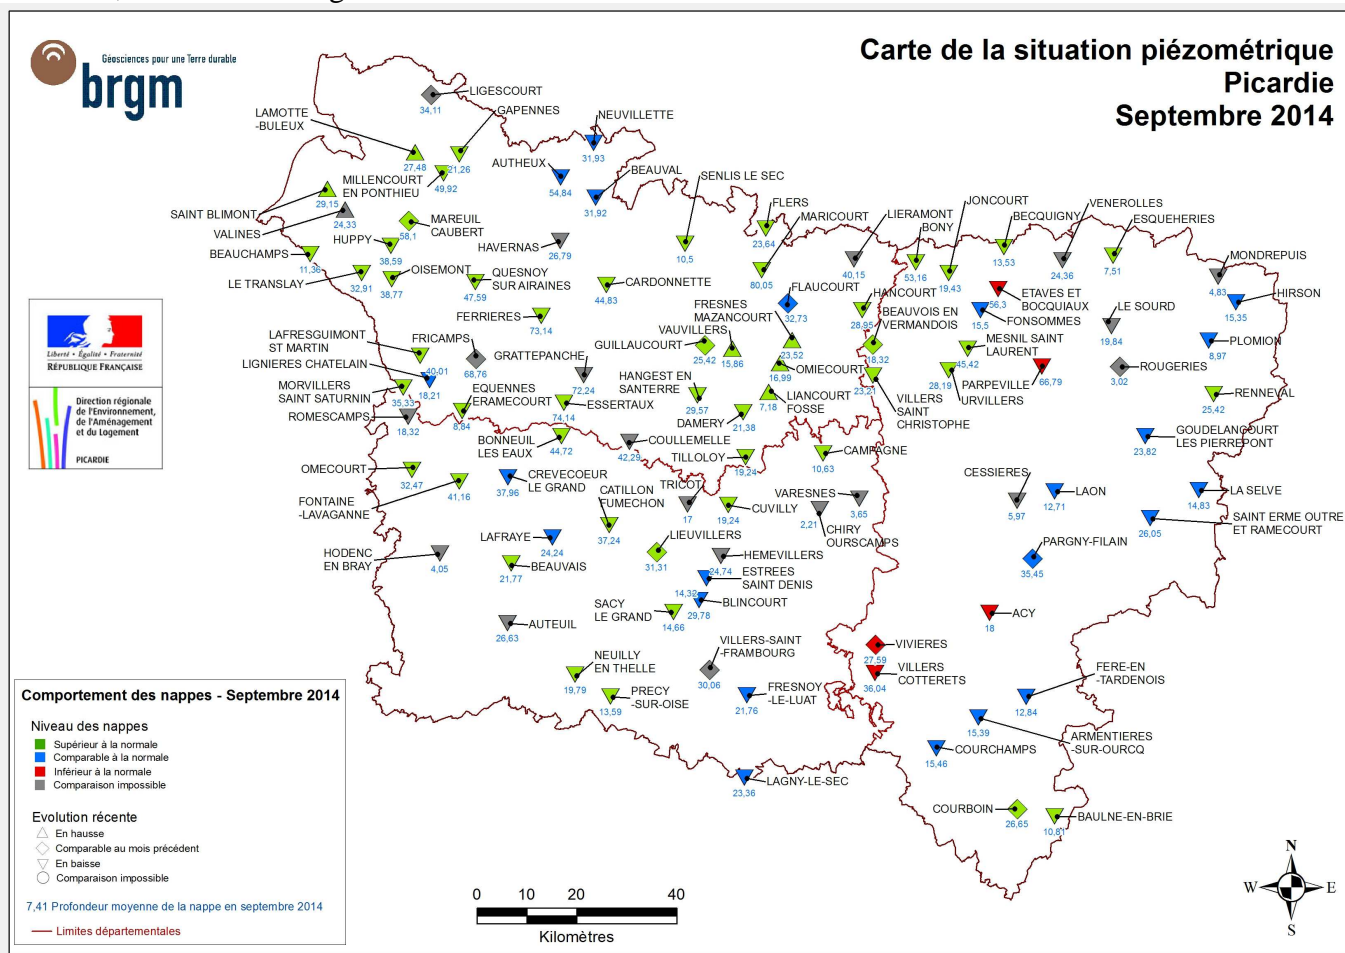 Carte de la situation piézométrique
Picardie
Septembre 2014
Géosciences pour une Terre durable
brgm
Liberté • Égalité • Fraternité
RÉPUBLIQUE FRANÇAISE
Direction régionale
de l'Environnement,
de l'Aménagement
et du Logement
PICARDIE
LIGESCOURT
34,11
LAMOTTE
-BULEUX
27,48
GAPENNES
21,26
NEUVILLETTE
31,93
MILLENCOURT
EN PONTHIEU
49,92
AUTHEUX
54,84
BEAUVAL
31,92
SENLIS LE SEC
10,5
FLERS
23,64
MARICOURT
80,05
LIERAMONT
40,15
BONY
53,16
JONCOURT
19,43
BECQUIGNY
13,53
VENEROLLES
24,36
ESQUEHERIES
7,51
MONDREPUIS
4,83
HIRSON
15,35
SAINT BLIMONT
29,15
VALINES
24,33
MAREUIL
CAUBERT
58,1
HUPPY
38,59
HAVERNAS
26,79
BEAUCHAMPS
11,36
LE TRANSLAY
32,91
OISEMONT
38,77
QUESNOY
SUR AIRAINES
47,59
CARDONNETTE
44,83
FLAUCOURT
32,73
HANCOURT
28,95
ETAVES ET
BOCQUIAUX
56,3
FONSOMMES
15,5
LE SOURD
19,84
PLOMION
8,97
FERRIERES
73,14
FRESNES
MAZANCOURT
23,52
VAUVILLERS
15,86
GUILLAUCOURT
25,42
BEAUVOIS EN
VERMANDOIS
18,32
MESNIL SAINT
LAURENT
45,42
LAFRESGUIMONT
ST MARTIN
40,01
FRICAMPS
68,76
GRATTEPANCHE
72,24
OMIECOURT
16,99
PARPEVILLE
66,79
ROUGERIES
3,02
LIGNIERES CHATELAIN
18,21
MORVILLERS
SAINT SATURNIN
35,33
EQUENNES
ERAMECOURT
8,84
ESSERTAUX
74,14
HANGEST EN
SANTERRE
29,57
LIANCOURT
FOSSE
7,18
VILLERS
SAINT
CHRISTOPHE
23,21
URVILLERS
28,19
RENNEVAL
25,42
ROMESCAMPS
18,32
DAMERY
21,38
BONNEUIL
LES EAUX
44,72
COULLEMELLE
42,29
TILLOLOY
19,24
CAMPAGNE
10,63
GOUDELANCOURT
LES PIERREPONT
23,82
OMECOURT
32,47
FONTAINE
-LAVAGANNE
41,16
CREVECOEUR
LE GRAND
37,96
CATILLON
FUMECHON
37,24
TRICOT
17
CUVILLY
19,24
VARESNES
3,65
CHIRY
OURSCAMPS
2,21
CESSIERES
5,97
LAON
12,71
LA SELVE
14,83
SAINT ERME OUTRE
ET RAMECOURT
26,05
HODENC
EN BRAY
4,05
LAFRAYE
24,24
BEAUVAIS
21,77
LIEUVILLERS
31,31
HEMEVILLERS
24,74
ESTREES
SAINT DENIS
14,32
BLINCOURT
29,78
PARGNY-FILAIN
35,45
AUTEUIL
26,63
SACY
LE GRAND
14,66
ACY
18
NEUILLY
EN THELLE
19,79
VILLERS-SAINT
-FRAMBOURG
30,06
VIVIERES
27,59
VILLERS
COTTERETS
36,04
PRECY
-SUR-OISE
13,59
FRESNOY
-LE-LUAT
21,76
FERE-EN
-TARDENOIS
12,84
ARMENTIERES
-SUR-OURCQ
15,39
COURCHAMPS
15,46
LAGNY-LE-SEC
23,36
COURBOIN
26,65
BAULNE-EN-BRIE
10,81
Comportement des nappes - Septembre 2014
Niveau des nappes
Supérieur à la normale
Comparable à la normale
Inférieur à la normale
Comparaison impossible
Evolution récente
En hausse
Comparable au mois précédent
En baisse
Comparaison impossible
7,41 Profondeur moyenne de la nappe en septembre 2014
Limites départementales
0 10 20 40
Kilomètres
N
W E
S